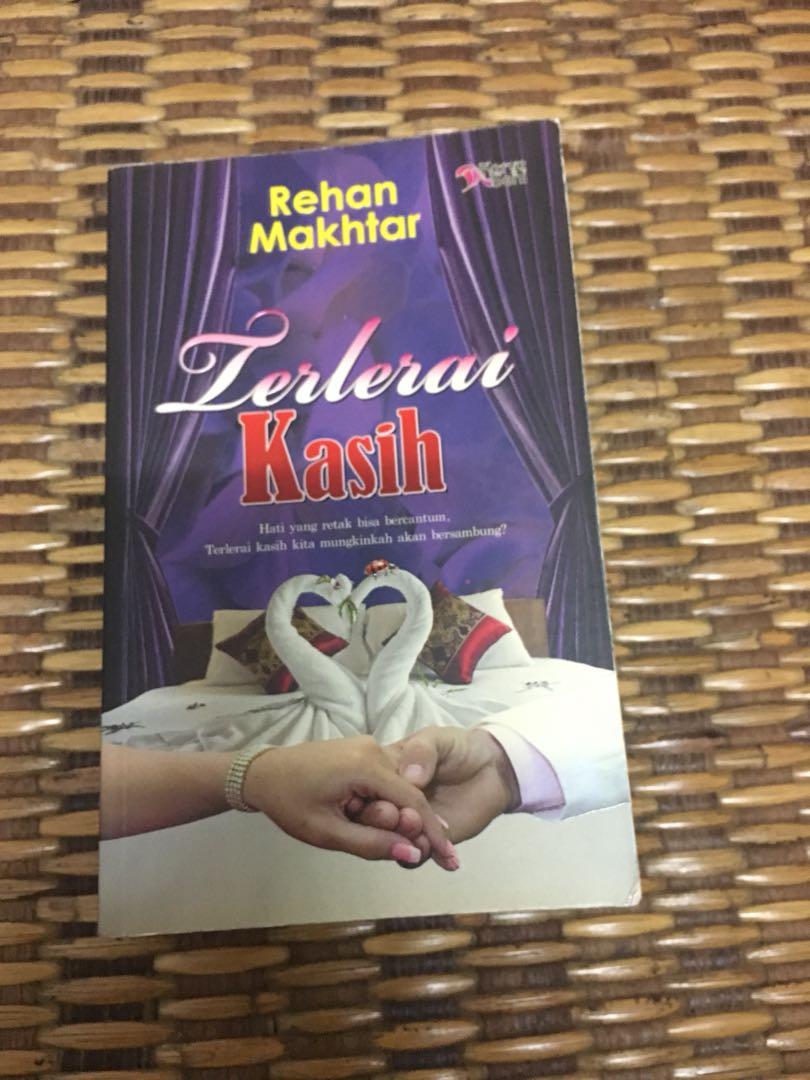 Rehan
Makhtar
Terlerai
Kasih
Hati yang retak bisa bercantum,
Terlerai kasih kita mungkinkah akan bersambung?